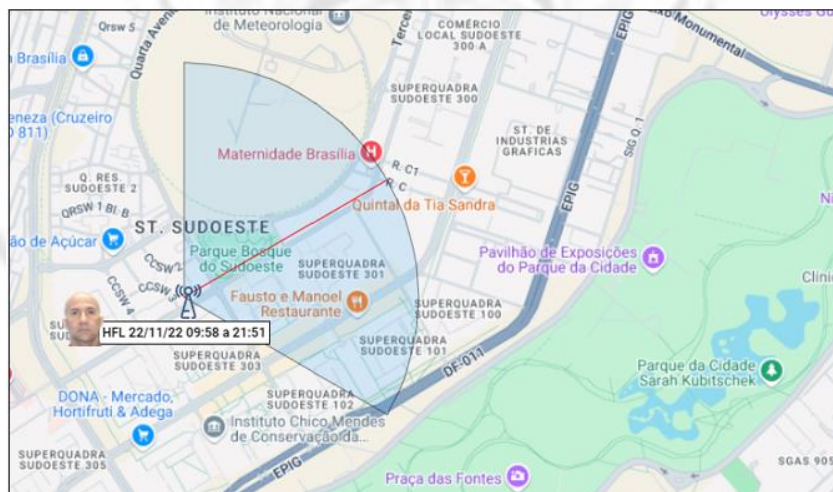 Qrsw 5
Quarta Aveni
Instituto Nacional
de Meteorologia
Tercei
COMÉRCIO
LOCAL SUDOESTE
300 A
Eixo Monumental
Ulysses Gu
Brasília
SUPERQUADRA
SUDOESTE 300
eneza (Cruzeiro
O 811)
ST. DE
INDUSTRIAS
GRAFICAS
SIG Q. 1
EPIG
Maternidade Brasília
R. C1
R. C
Q. RES.
SUDOESTE 2
QRSW 1 Bl. B
Quintal da Tia Sandra
ST. SUDOESTE
ão de Açúcar
Parque Bosque
do Sudoeste
Pavilhão de Exposições
do Parque da Cidade
CCSW 2
CCSW 3
CCSW 4
SUPERQUADRA
SUDOESTE 301
Clínic
Fausto e Manoel
Restaurante
SUPERQUADRA
SUDOESTE 100
HFL 22/11/22 09:58 a 21:51
SUPERQUADRA
SUDOESTE 101
SUPERQUADRA
SUDOESTE 303
DF-011
Parque da Cidade
Sarah Kubitschek
DONA - Mercado,
Hortifruti & Adega
SUPERQUADRA
SUDOESTE 102
Instituto Chico Mendes
de Conservação da...
SUPERQUADRA
SUDOESTE 305
EPIG
Praça das Fontes
SGAS 905